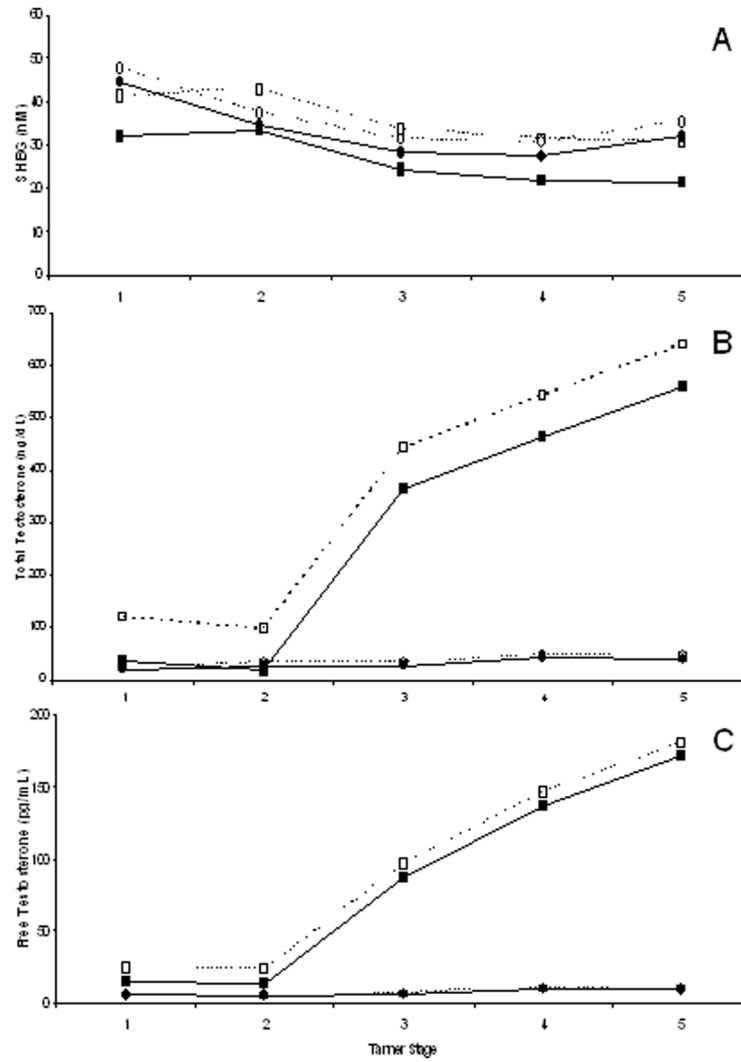 60
A
50
40
30
20
10
0
SHBG (nM)
1 2 3 4 5
700
B
600
500
400
300
200
100
0
Total Testosterone (ng/dL)
1 2 3 4 5
200
C
150
100
50
0
Free Testosterone (pg/mL)
1 2 3 4 5
Tanner Stage